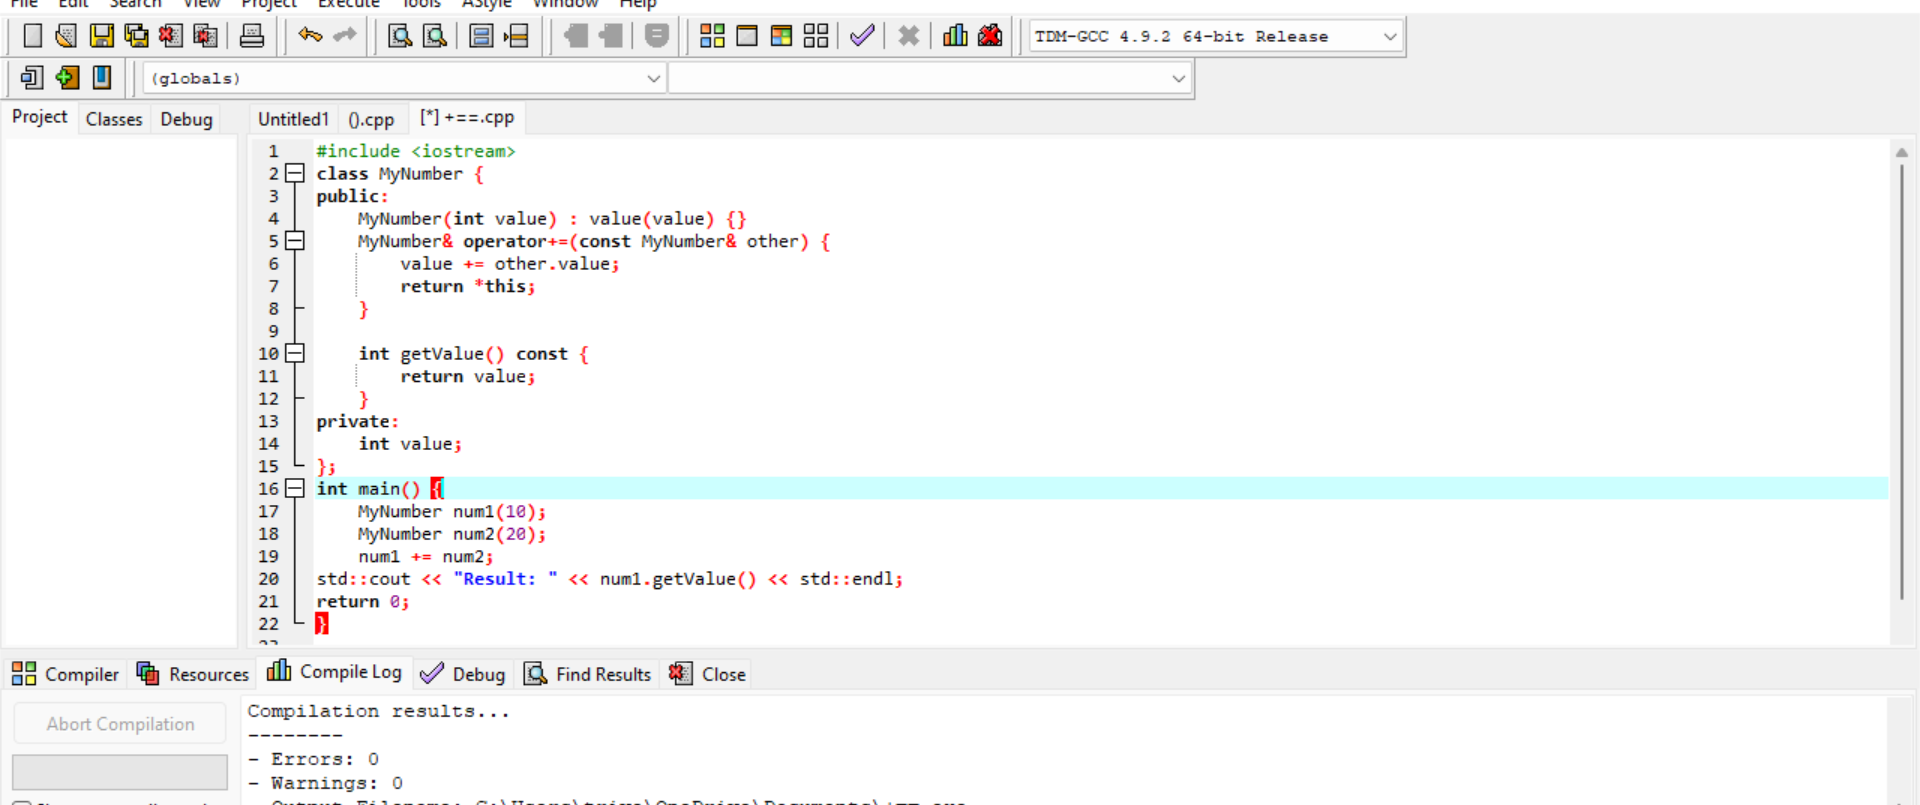 File Edit Search View Project Execute Tools AStyle Window Help
TDM-GCC 4.9.2 64-bit Release
(globals)
Project Classes Debug Untitled1 ().cpp [*] +==.cpp
1 #include <iostream>
2 class MyNumber {
3 public:
4 MyNumber(int value) : value(value) {}
5 MyNumber& operator+=(const MyNumber& other) {
6 value += other.value;
7 return *this;
8 }
9
10 int getValue() const {
11 return value;
12 }
13 private:
14 int value;
15 };
16 int main() {
17 MyNumber num1(10);
18 MyNumber num2(20);
19 num1 += num2;
20 std::cout << "Result: " << num1.getValue() << std::endl;
21 return 0;
22 }
Compiler Resources Compile Log Debug Find Results Close
Abort Compilation
Compilation results...
--------
- Errors: 0
- Warnings: 0